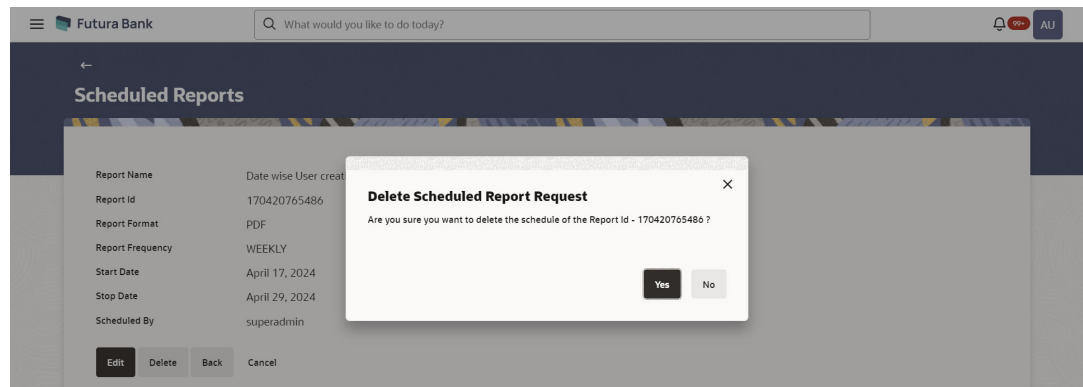 Futura Bank
What would you like to do today?
99+
AU
Scheduled Reports
Report Name Date wise User creat
Report Id 170420765486
Report Format PDF
Report Frequency WEEKLY
Start Date April 17, 2024
Stop Date April 29, 2024
Scheduled By superadmin
Edit Delete Back Cancel
Delete Scheduled Report Request
Are you sure you want to delete the schedule of the Report Id - 170420765486 ?
Yes No